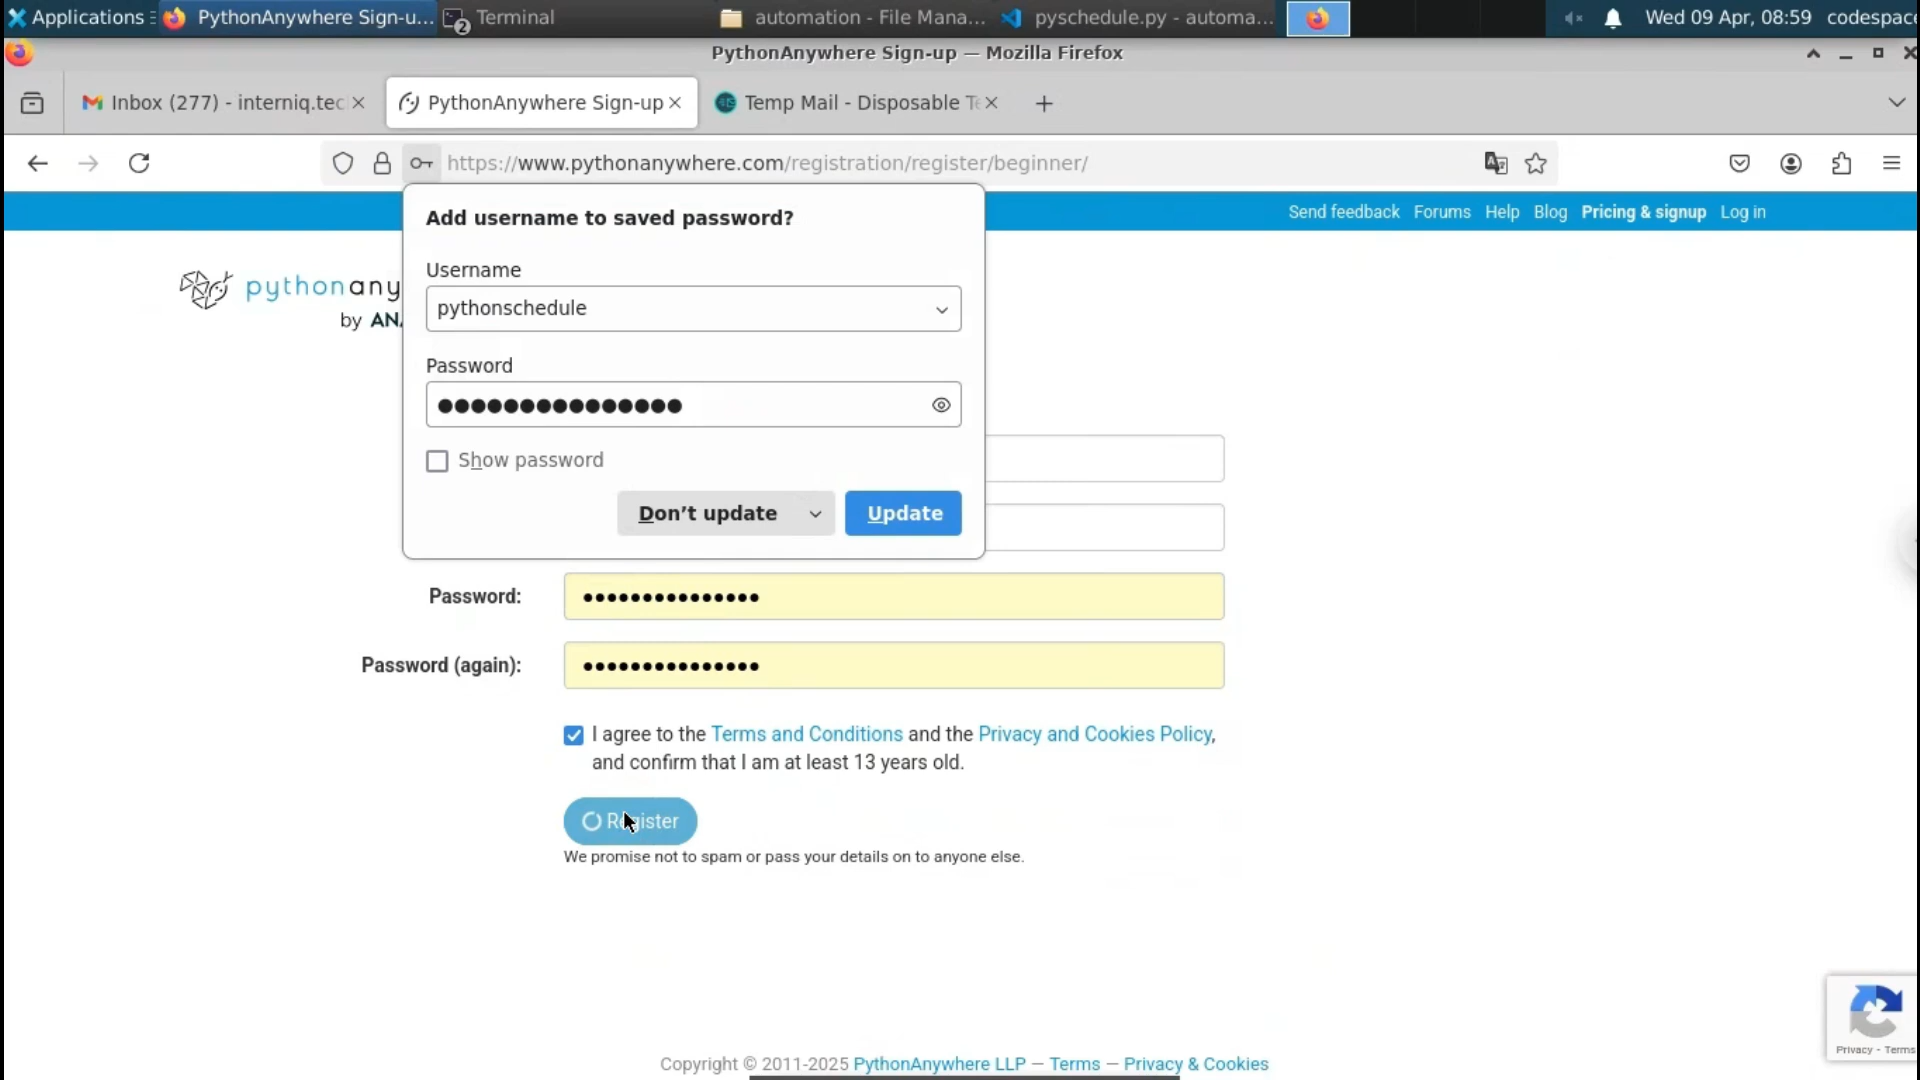 Applications
PythonAnywhere Sign-u...
2
Terminal
automation - File Mana...
pyschedule.py - automa...
Wed 09 Apr, 08:59
codespace
PythonAnywhere Sign-up — Mozilla Firefox
Inbox (277) - interniq.tec
PythonAnywhere Sign-up
Temp Mail - Disposable Te
https://www.pythonanywhere.com/registration/register/beginner/
Send feedback Forums Help Blog Pricing & signup Log in
pythonany
by ANA
Add username to saved password?
Username
pythonschedule
Password
●●●●●●●●●●●●●●●
Show password
Don’t update
Update
Password: ●●●●●●●●●●●●●●●
Password (again): ●●●●●●●●●●●●●●●
I agree to the Terms and Conditions and the Privacy and Cookies Policy,
and confirm that I am at least 13 years old.
Register
We promise not to spam or pass your details on to anyone else.
Privacy - Terms
Copyright © 2011-2025 PythonAnywhere LLP — Terms — Privacy & Cookies